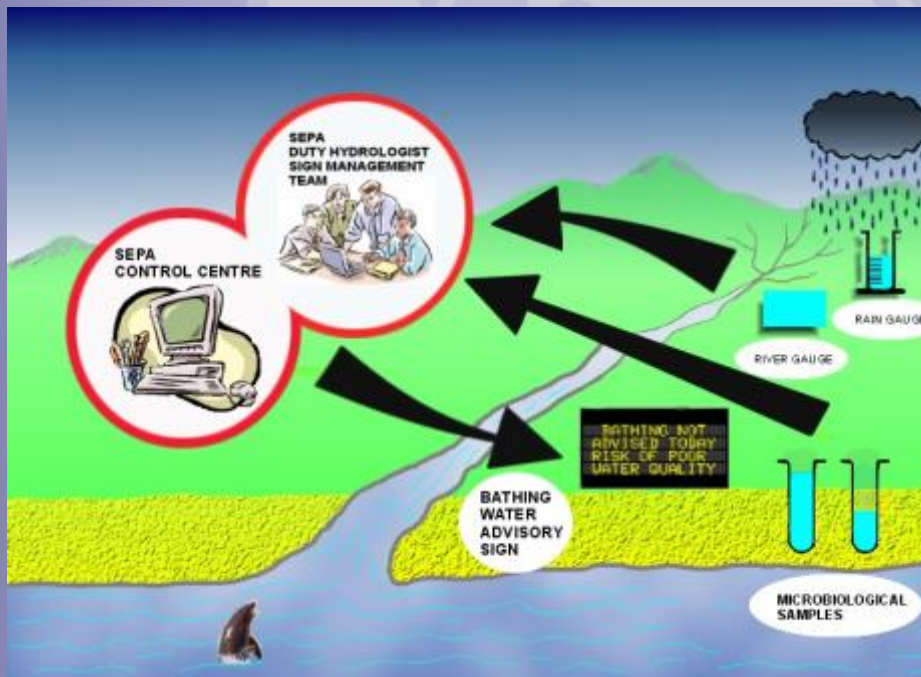 SEPA
DUTY HYDROLOGIST
SIGN MANAGEMENT
TEAM
SEPA
CONTROL CENTRE
RAIN GAUGE
RIVER GAUGE
BATHING NOT
ADVISED TODAY
RISK OF POOR
WATER QUALITY
BATHING
WATER
ADVISORY
SIGN
MICROBIOLOGICAL
SAMPLES